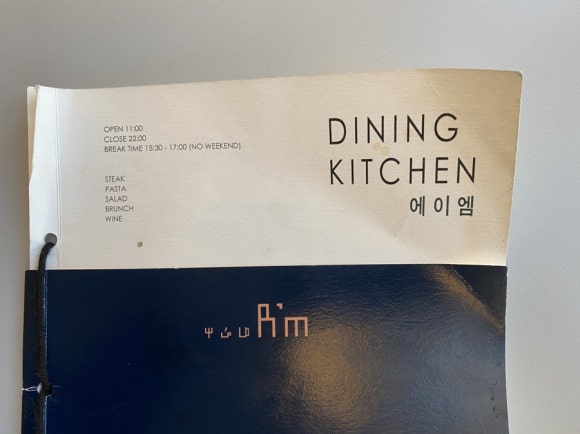 OPEN 11:00
CLOSE 22:00
BREAK TIME 15:30 - 17:00 (NO WEEKEND)
STEAK
PASTA
SALAD
BRUNCH
WINE
DINING
KITCHEN
에이엠